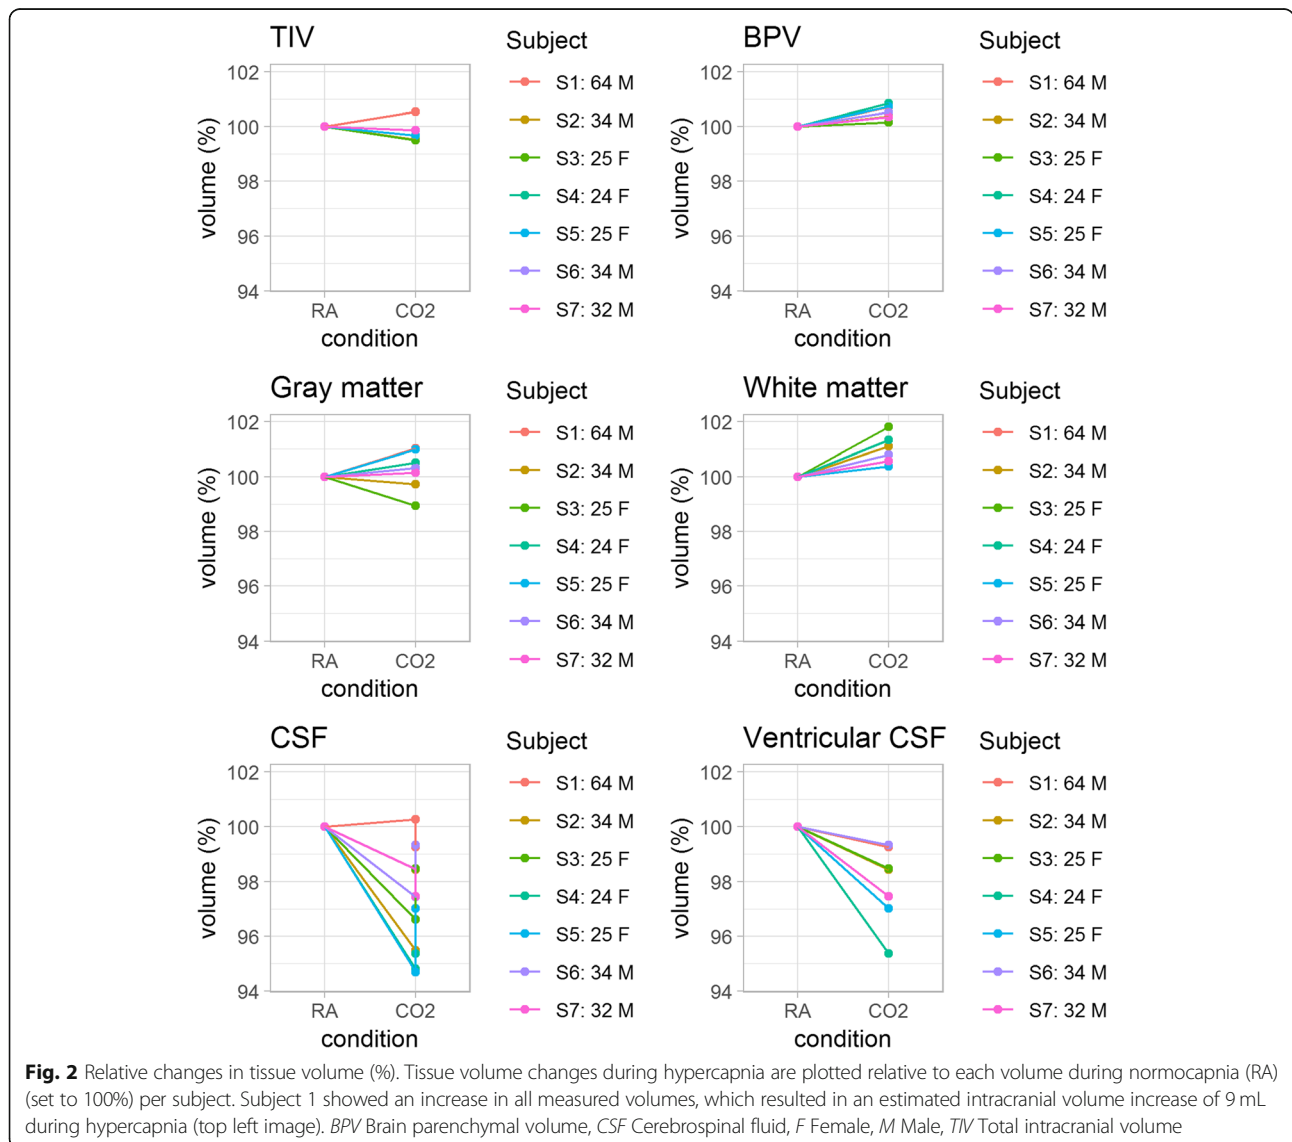 TIV
Subject
102
100
98
96
94
volume (%)
RA CO2
condition
S1: 64 M
S2: 34 M
S3: 25 F
S4: 24 F
S5: 25 F
S6: 34 M
S7: 32 M
BPV
Subject
102
100
98
96
94
volume (%)
RA CO2
condition
S1: 64 M
S2: 34 M
S3: 25 F
S4: 24 F
S5: 25 F
S6: 34 M
S7: 32 M
Gray matter
Subject
102
100
98
96
94
volume (%)
RA CO2
condition
S1: 64 M
S2: 34 M
S3: 25 F
S4: 24 F
S5: 25 F
S6: 34 M
S7: 32 M
White matter
Subject
102
100
98
96
94
volume (%)
RA CO2
condition
S1: 64 M
S2: 34 M
S3: 25 F
S4: 24 F
S5: 25 F
S6: 34 M
S7: 32 M
CSF
Subject
102
100
98
96
94
volume (%)
RA CO2
condition
S1: 64 M
S2: 34 M
S3: 25 F
S4: 24 F
S5: 25 F
S6: 34 M
S7: 32 M
Ventricular CSF
Subject
102
100
98
96
94
volume (%)
RA CO2
condition
S1: 64 M
S2: 34 M
S3: 25 F
S4: 24 F
S5: 25 F
S6: 34 M
S7: 32 M
Fig. 2 Relative changes in tissue volume (%). Tissue volume changes during hypercapnia are plotted relative to each volume during normocapnia (RA)
(set to 100%) per subject. Subject 1 showed an increase in all measured volumes, which resulted in an estimated intracranial volume increase of 9 mL
during hypercapnia (top left image). BPV Brain parenchymal volume, CSF Cerebrospinal fluid, F Female, M Male, TIV Total intracranial volume